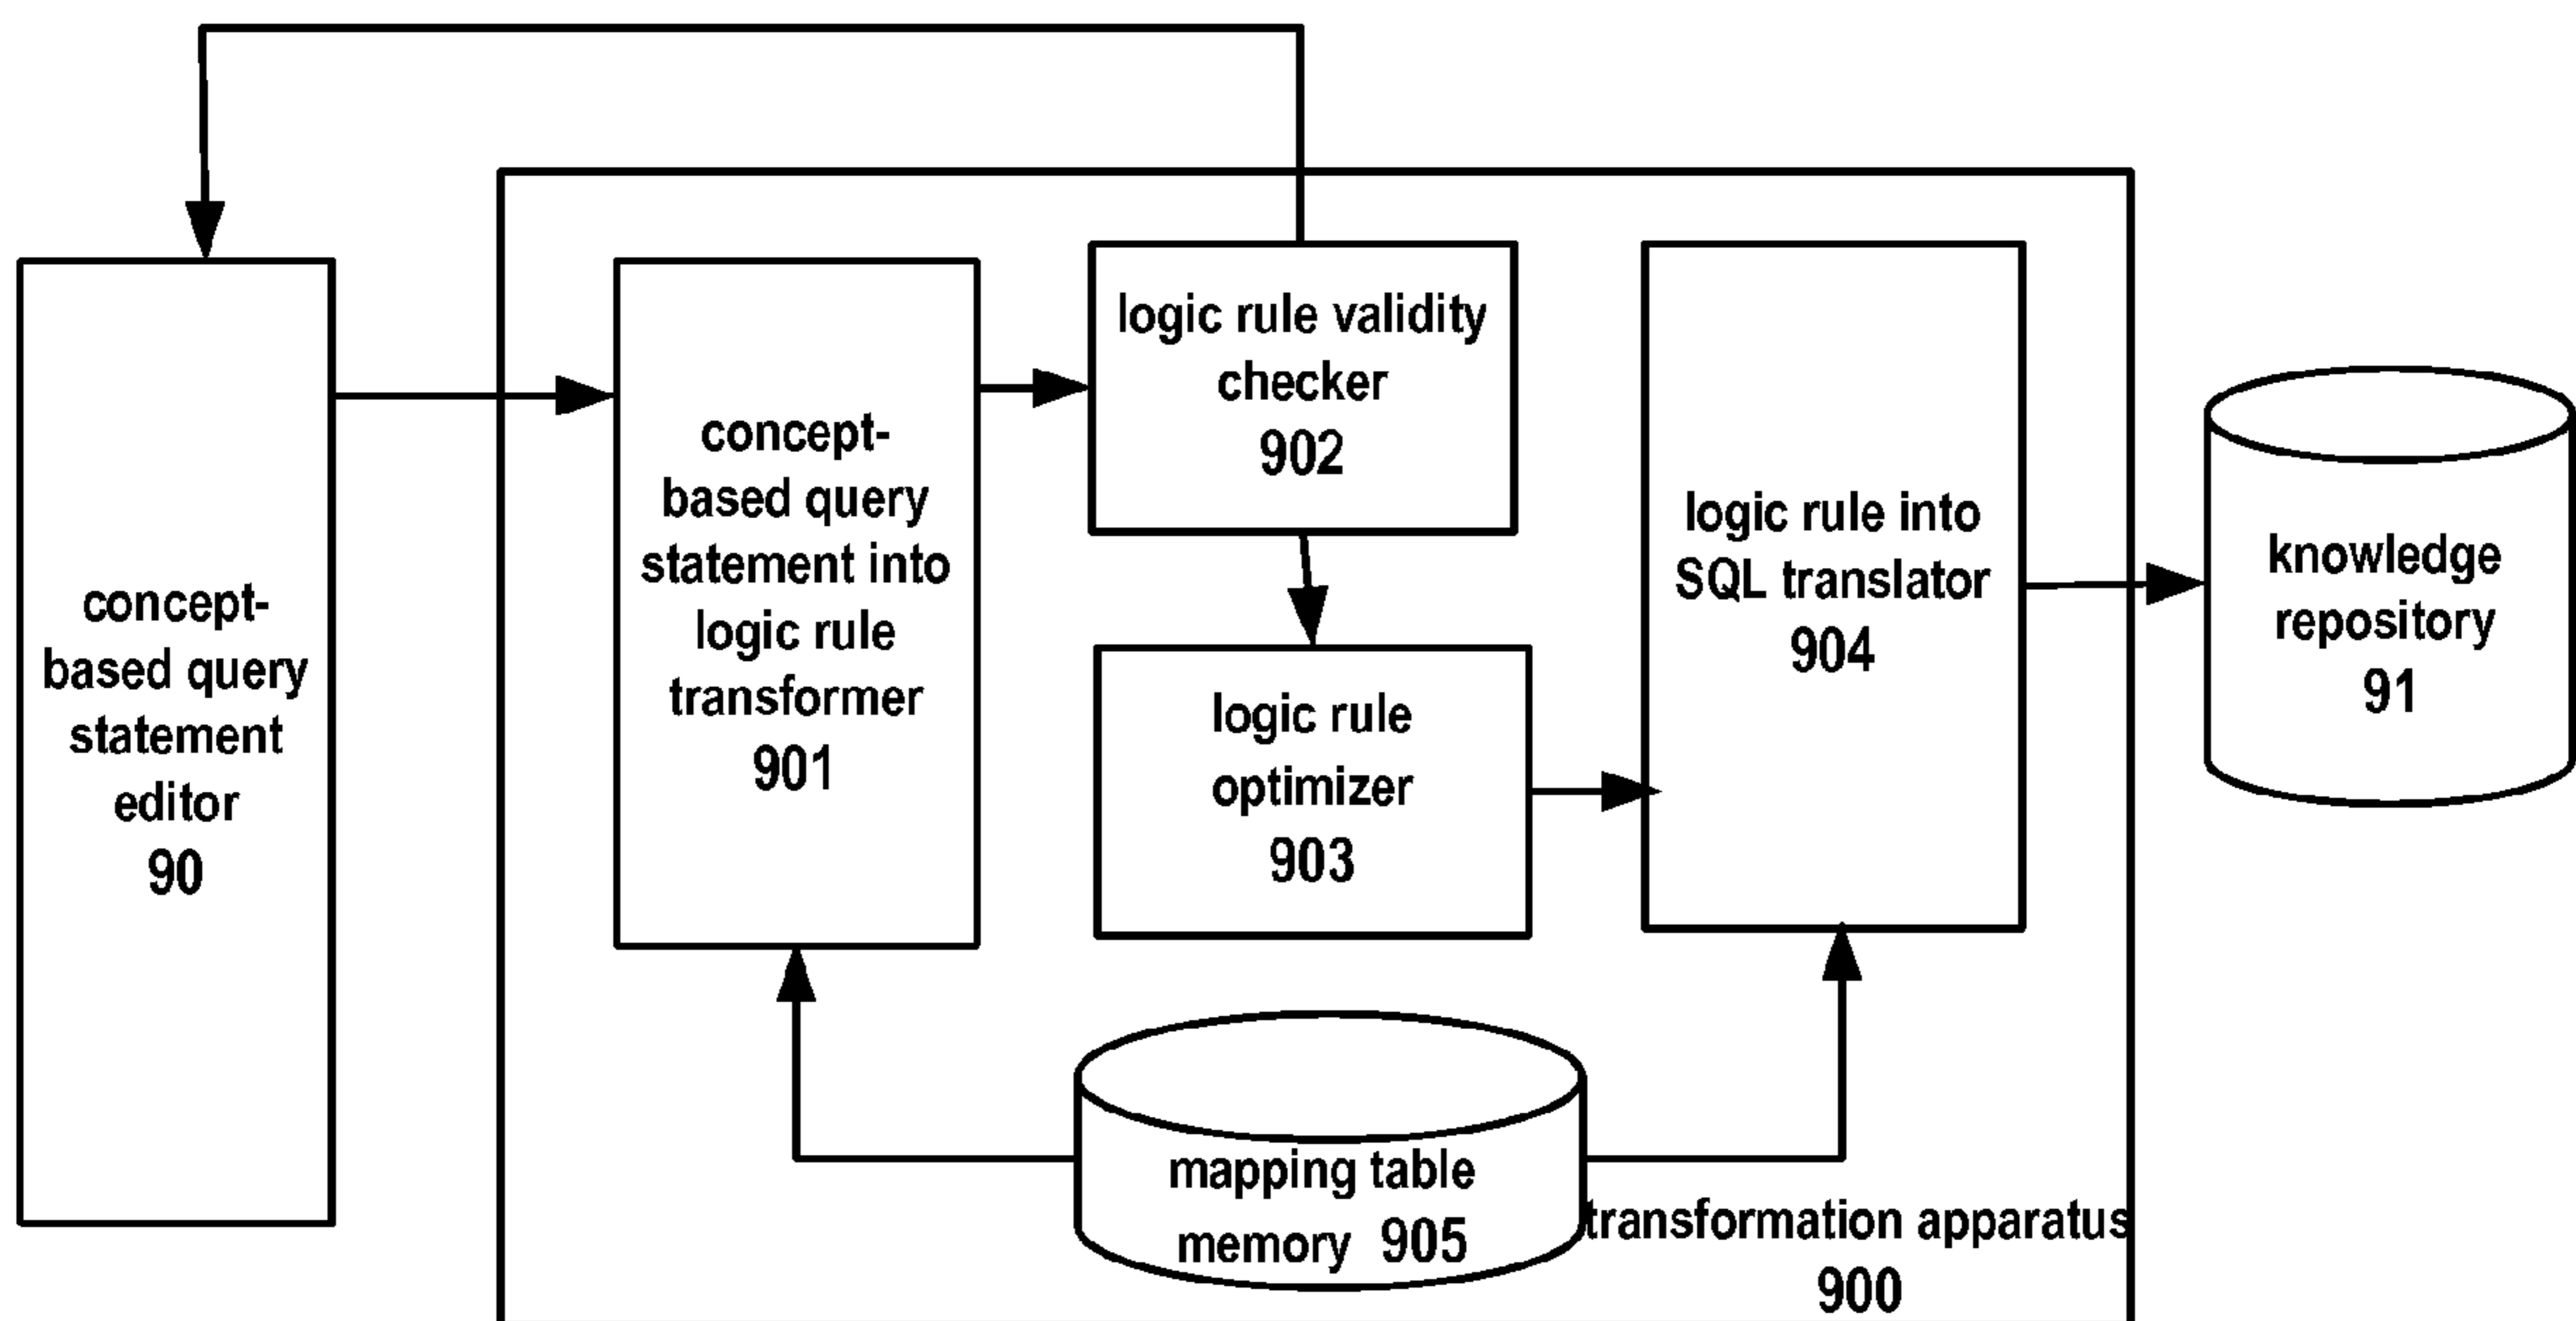 concept-
based query
statement
editor
90
concept-
based query
statement into
logic rule
transformer
901
logic rule validity
checker
902
logic rule
optimizer
903
logic rule into
SQL translator
904
knowledge
repository
91
mapping table
memory 905
transformation apparatus
900